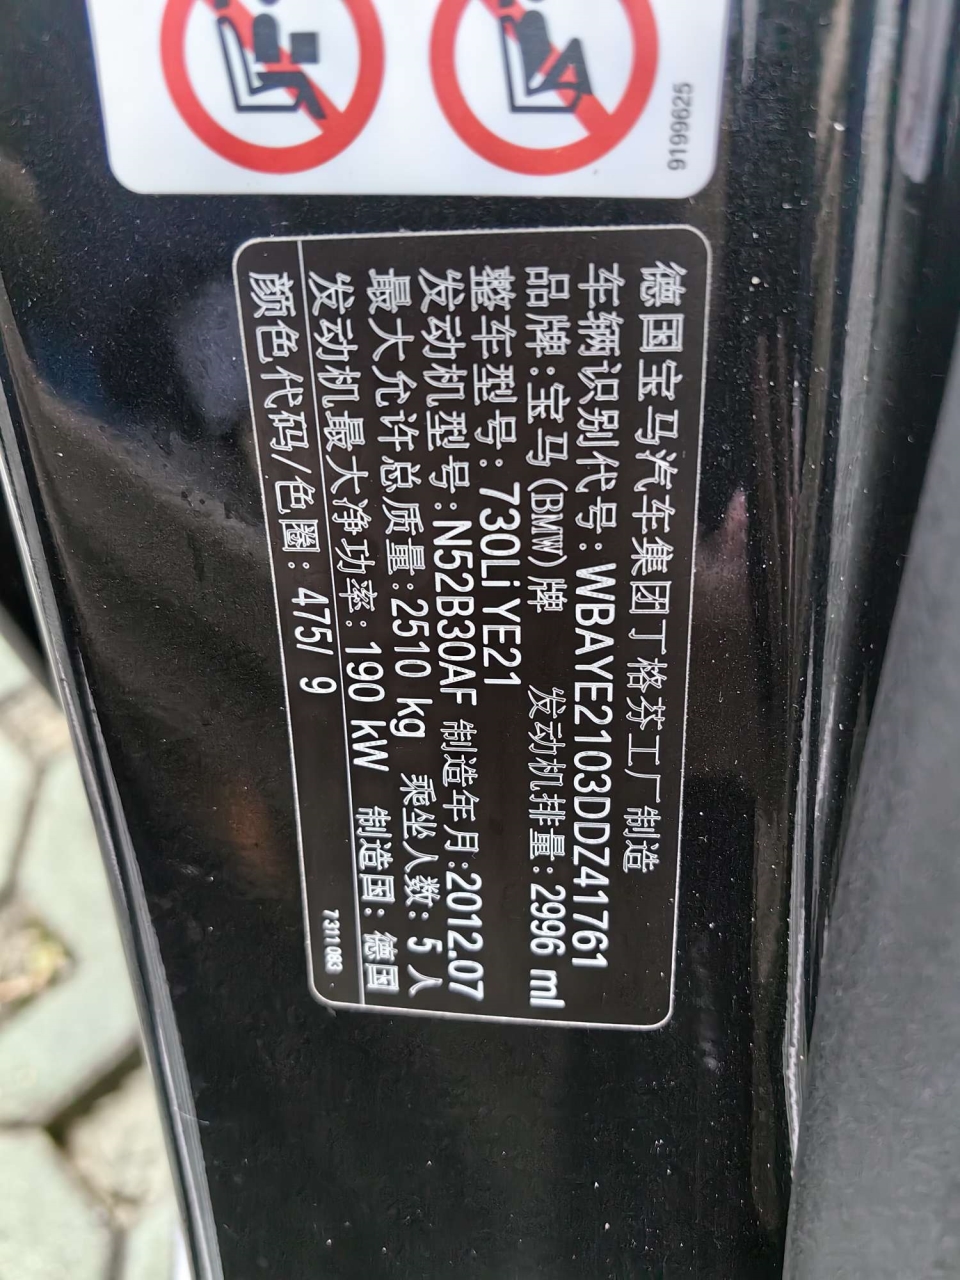 9199625
德国宝马汽车集团丁格芬工厂制造
车辆识别代号:WBAYE2103DDZ41761
品牌:宝马(BMW)牌 发动机排量:2996 ml
整车型号:730Li YE21
发动机型号:N52B30AF 制造年月:2012.07
最大允许总质量:2510 kg 乘坐人数: 5 人
发动机最大净功率: 190 kW 制造国: 德国
颜色代码/色圈: 475/ 9
7311 083